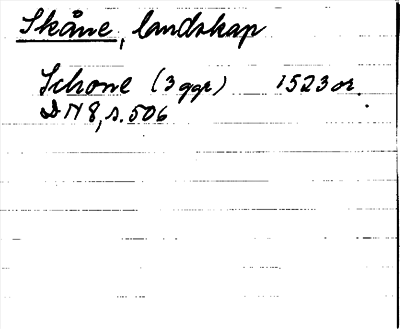 Skåne, landskap
Schone (3 ggr) 1523 or.
DN 8, s. 506